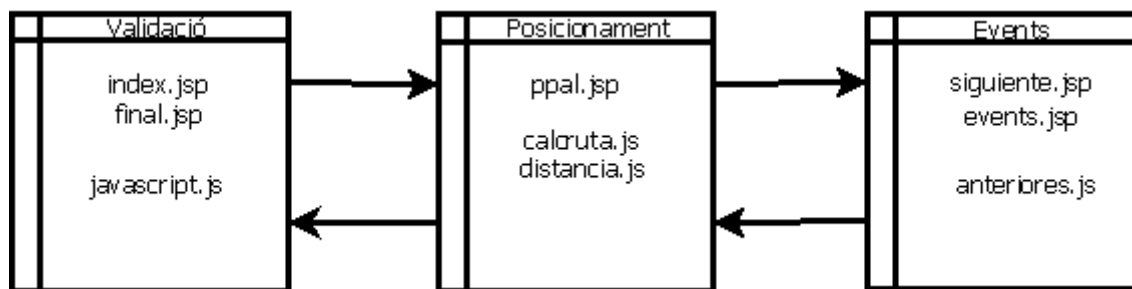 Validació
index.jsp
final.jsp
javascript.js
Posicionament
ppal.jsp
calcruta.js
distancia.js
Events
siguiente.jsp
events.jsp
anteriores.js